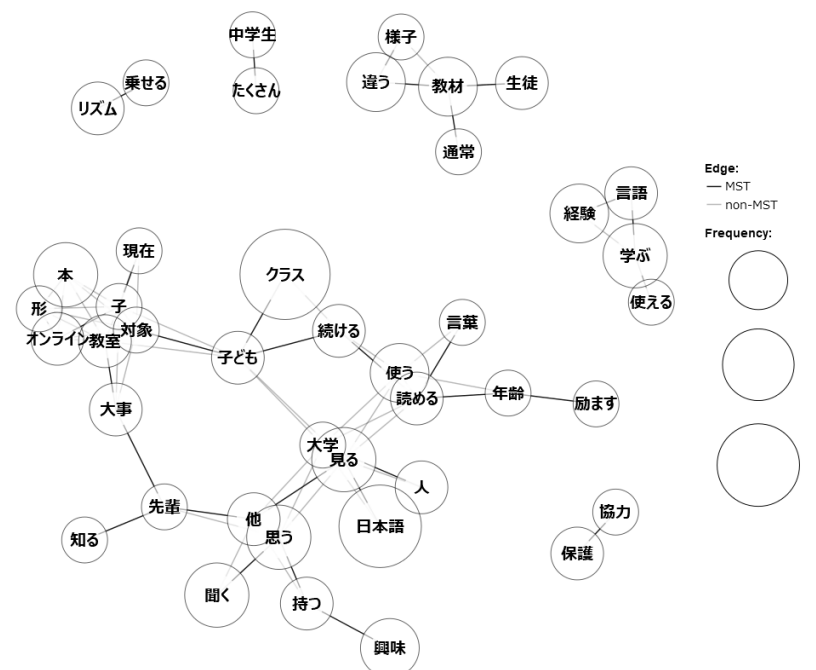 中学生
様子
乗せる
リズム
たくさん
違う
教材
生徒
通常
言語
経験
学ぶ
使える
Edge:
MST
non-MST
Frequency:
現在
本
クラス
形
子
オンライン
教室
対象
続ける
言葉
子ども
使う
読める
年齢
励ます
大事
大学
見る
人
先輩
他
日本語
知る
思う
協力
保護
聞く
持つ
興味